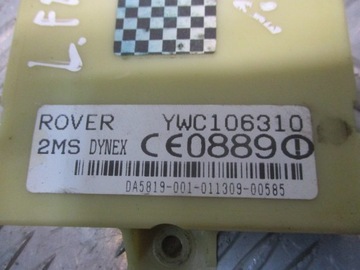 ROVER YWC106310
2MS DYNEX CE0889
DA5819-001-011309-00585